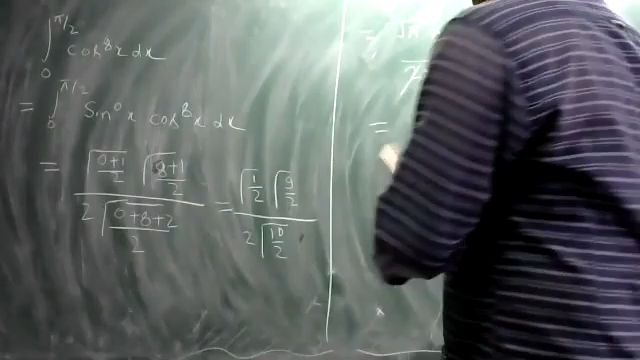 ∫₀^{π/2} cos⁸x dx
= ∫₀^{π/2} Sin⁰x cos⁸x dx
= Γ((0+1)/2) Γ((8+1)/2) / 2Γ((0+8+2)/2) = Γ(1/2) Γ(9/2) / 2Γ(10/2)
=
=